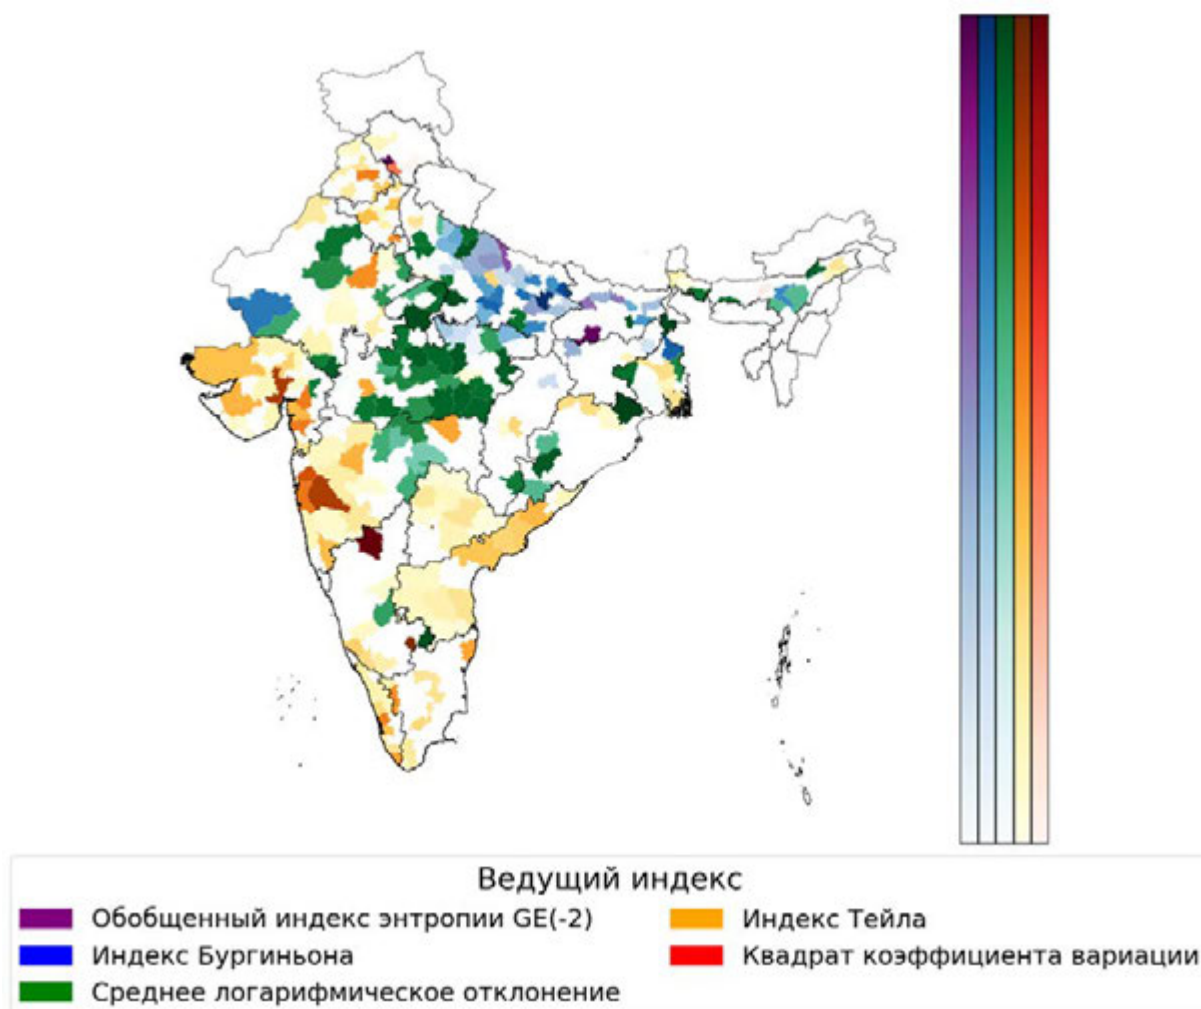 Ведущий индекс
Обобщенный индекс энтропии GE(-2)
Индекс Бургиньона
Среднее логарифмическое отклонение
Индекс Тейла
Квадрат коэффициента вариации